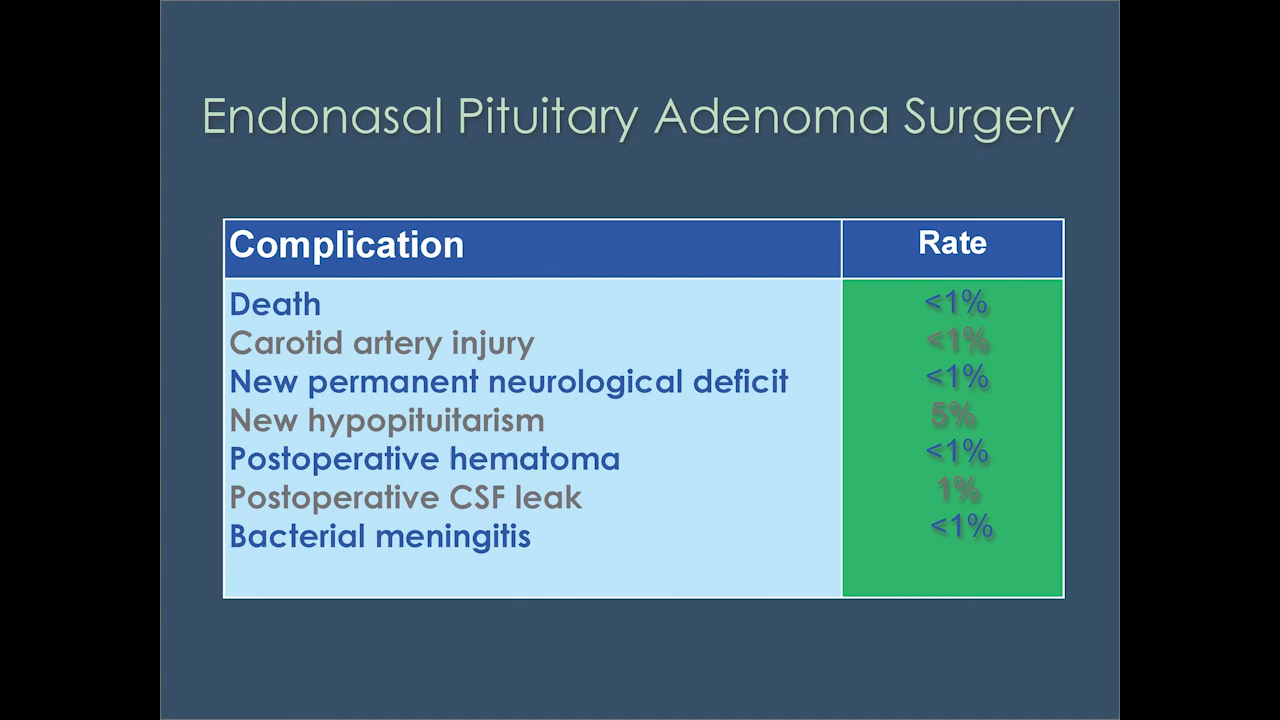 Endonasal Pituitary Adenoma Surgery
Complication Rate
Death <1%
Carotid artery injury <1%
New permanent neurological deficit <1%
New hypopituitarism 5%
Postoperative hematoma <1%
Postoperative CSF leak 1%
Bacterial meningitis <1%